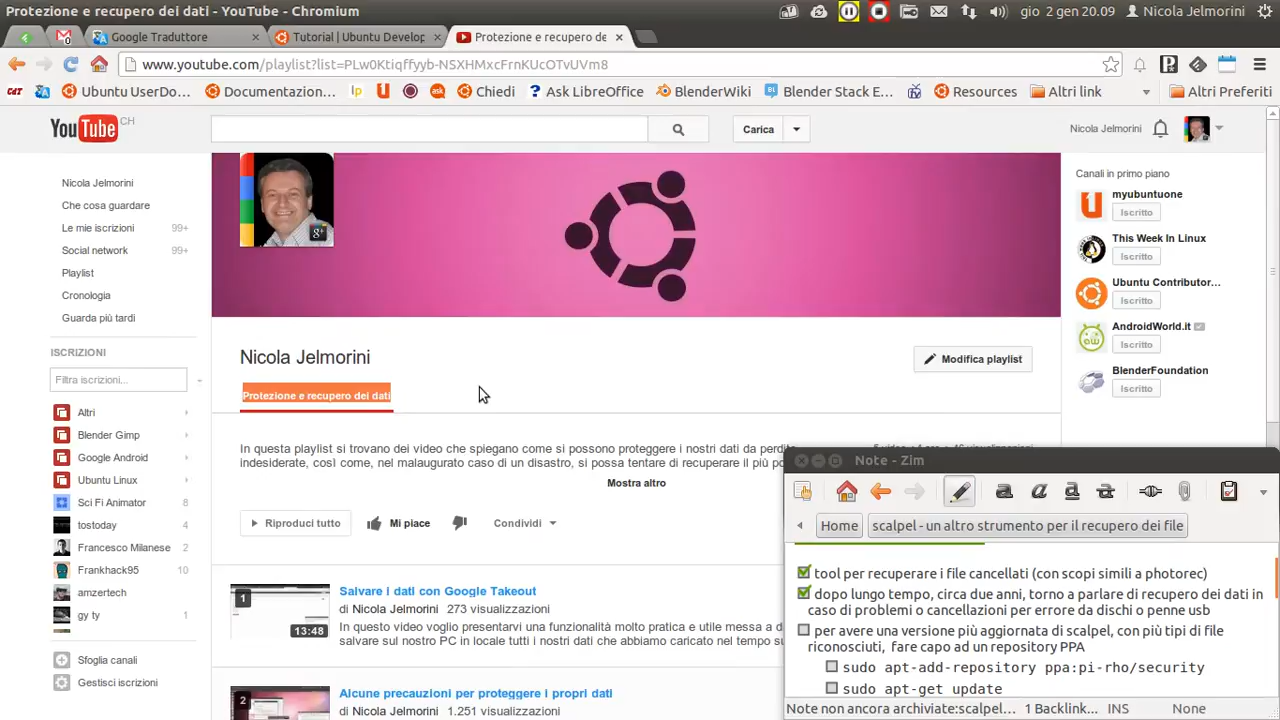 Protezione e recupero dei dati - YouTube - Chromium
gio 2 gen 20.09
Nicola Jelmorini
Google Traduttore
Tutorial | Ubuntu Develop
Protezione e recupero de
www.youtube.com/playlist?list=PLw0Ktiqffyyb-NSXHMxcFrnKUcOTvUVm8
CdT
Ubuntu UserDo...
Documentazion...
lp
Chiedi
Ask LibreOffice
BlenderWiki
Blender Stack E...
Resources
Altri link
Altri Preferiti
YouTube CH
Carica
Nicola Jelmorini
Nicola Jelmorini
Che cosa guardare
Le mie iscrizioni 99+
Social network 99+
Playlist
Cronologia
Guarda più tardi
ISCRIZIONI
Filtra iscrizioni...
Altri
Blender Gimp
Google Android
Ubuntu Linux
Sci Fi Animator 8
tostoday 4
Francesco Milanese 2
Frankhack95 10
amzertech
gy ty
Sfoglia canali
Gestisci iscrizioni
g+
Nicola Jelmorini
Modifica playlist
Protezione e recupero dei dati
In questa playlist si trovano dei video che spiegano come si possono proteggere i nostri dati da perdite
indesiderate, così come, nel malaugurato caso di un disastro, si possa tentare di recuperare il più po
Mostra altro
Riproduci tutto
Mi piace
Condividi
1
13:48
Salvare i dati con Google Takeout
di Nicola Jelmorini 273 visualizzazioni
In questo video voglio presentarvi una funzionalità molto pratica e utile messa a d
salvare sul nostro PC in locale tutti i nostri dati che abbiamo caricato nel tempo su
2
Alcune precauzioni per proteggere i propri dati
di Nicola Jelmorini 1.251 visualizzazioni
Canali in primo piano
myubuntuone
Iscritto
This Week In Linux
Iscritto
Ubuntu Contributor...
Iscritto
AndroidWorld.it
Iscritto
BlenderFoundation
Iscritto
Note - Zim
Home
scalpel - un altro strumento per il recupero dei file
tool per recuperare i file cancellati (con scopi simili a photorec)
dopo lungo tempo, circa due anni, torno a parlare di recupero dei dati in
caso di problemi o cancellazioni per errore da dischi o penne usb
per avere una versione più aggiornata di scalpel, con più tipi di file
riconosciuti, fare capo ad un repository PPA
sudo apt-add-repository ppa:pi-rho/security
sudo apt-get update
Note non ancora archiviate:scalpel...
1 Backlink...
INS
None